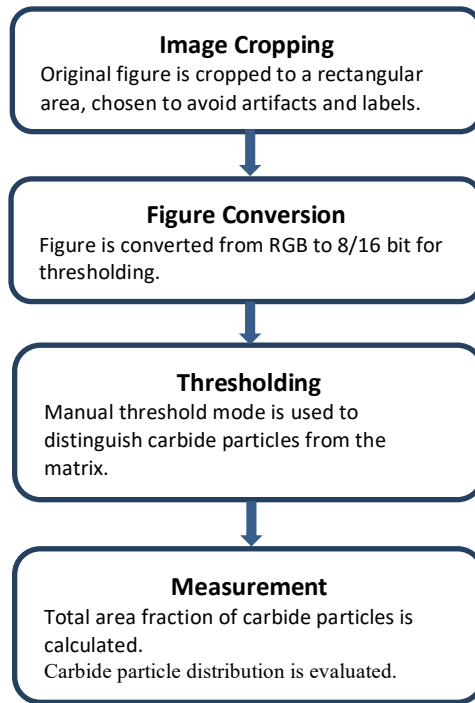 Image Cropping
Original figure is cropped to a rectangular
area, chosen to avoid artifacts and labels.
Figure Conversion
Figure is converted from RGB to 8/16 bit for
thresholding.
Thresholding
Manual threshold mode is used to
distinguish carbide particles from the
matrix.
Measurement
Total area fraction of carbide particles is
calculated.
Carbide particle distribution is evaluated.